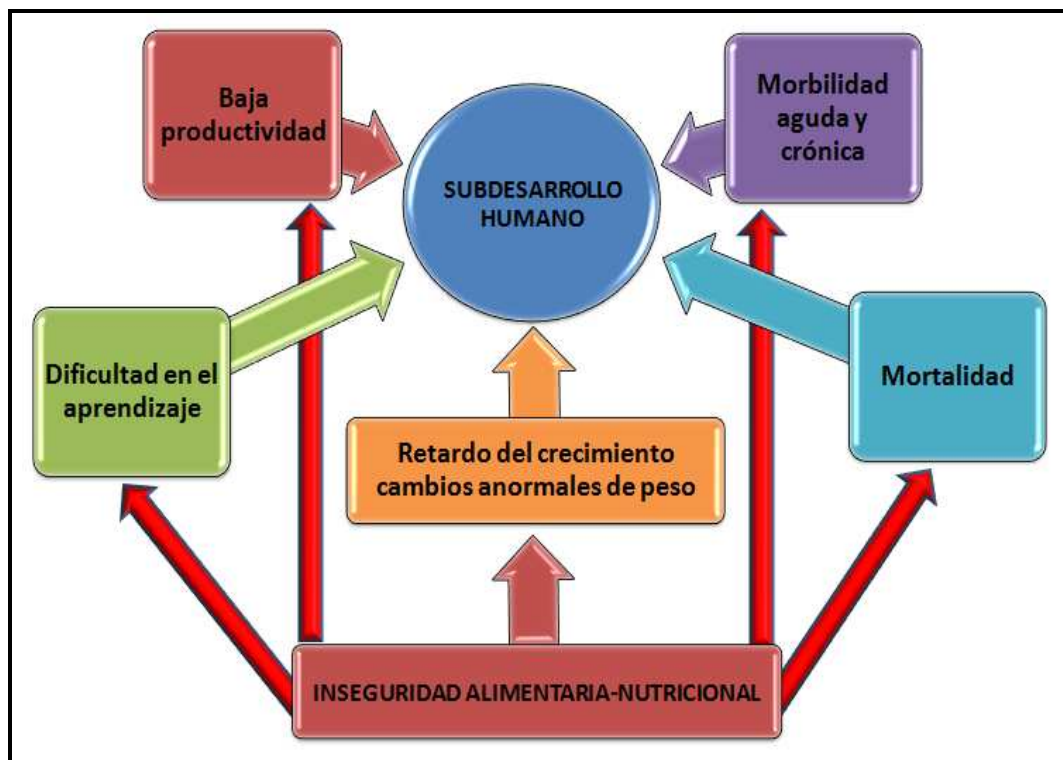 Baja
productividad
Morbilidad
aguda y
crónica
SUBDESARROLLO
HUMANO
Dificultad en el
aprendizaje
Mortalidad
Retardo del crecimiento
cambios anormales de peso
INSEGURIDAD ALIMENTARIA-NUTRICIONAL